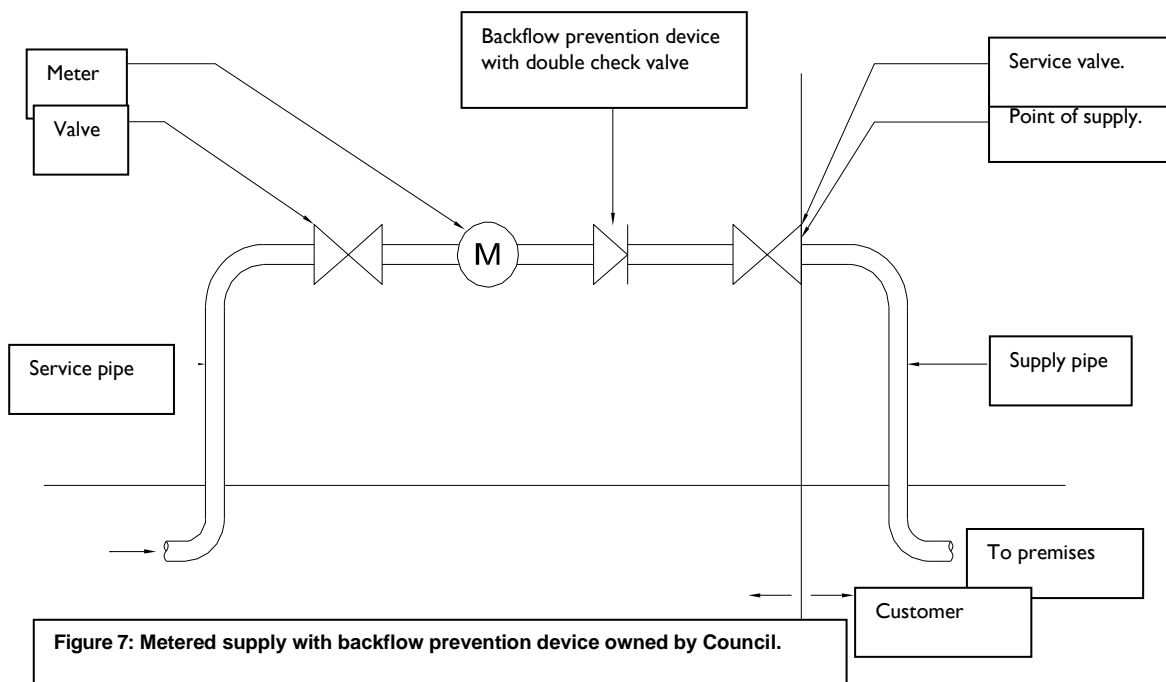 Backflow prevention device
with double check valve
Meter
Service valve.
Valve
Point of supply.
M
Service pipe
Supply pipe
To premises
Customer
Figure 7: Metered supply with backflow prevention device owned by Council.